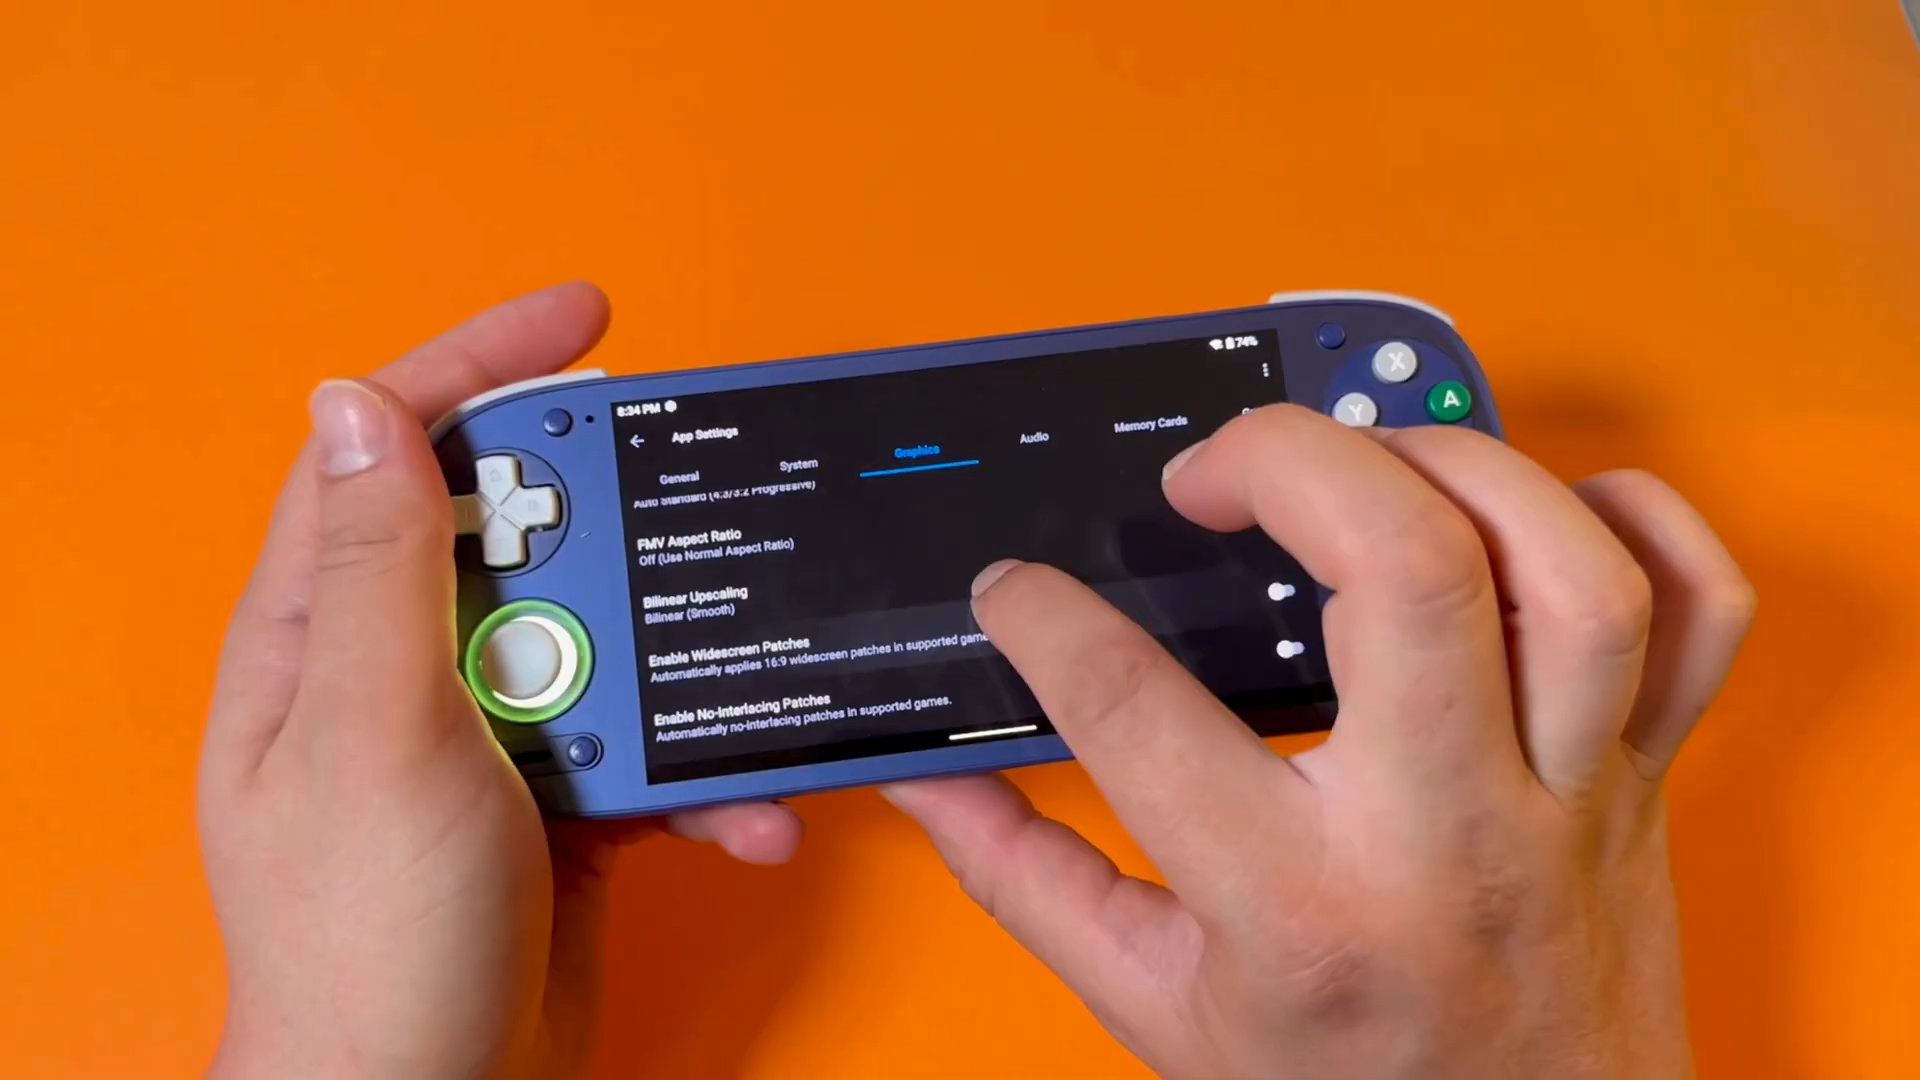 8:34 PM
74%
App Settings
General
System
Graphics
Audio
Memory Cards
Auto Standard (4:3/3:2 Progressive)
FMV Aspect Ratio
Off (Use Normal Aspect Ratio)
Bilinear Upscaling
Bilinear (Smooth)
Enable Widescreen Patches
Automatically applies 16:9 widescreen patches in supported game
Enable No-Interlacing Patches
Automatically no-interlacing patches in supported games.
X
Y
A